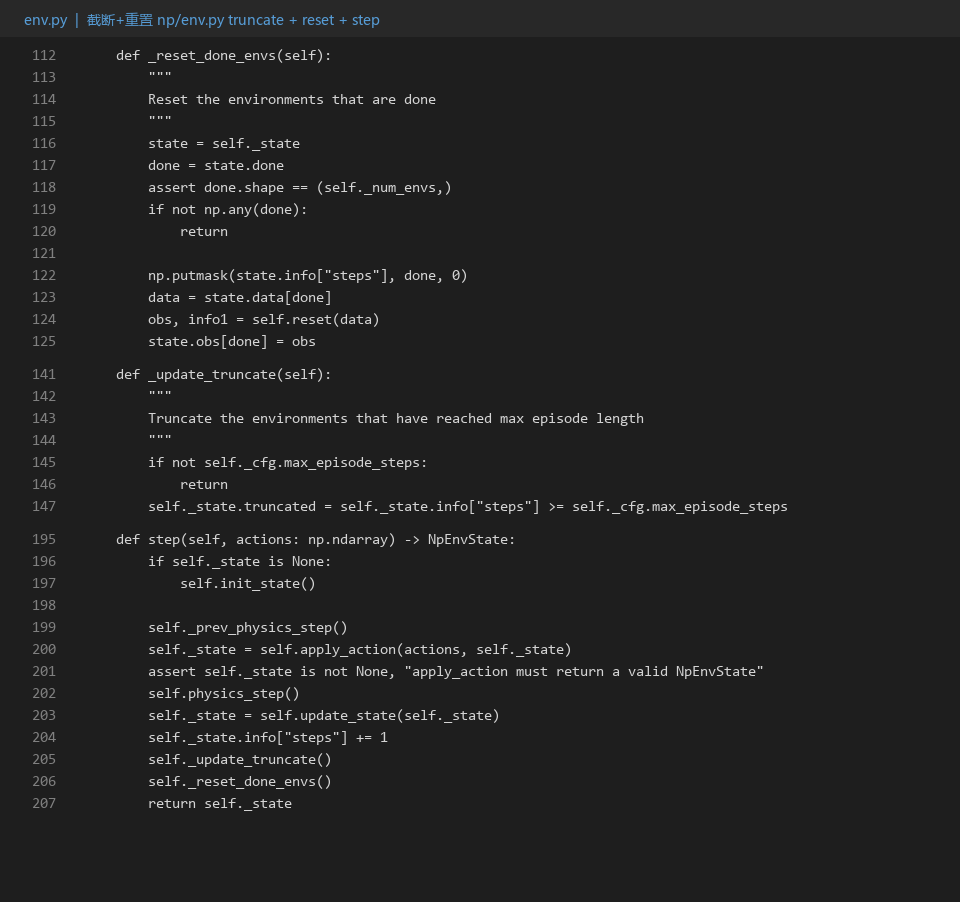 env.py | 截断+重置 np/env.py truncate + reset + step
112 def _reset_done_envs(self):
113 """
114 Reset the environments that are done
115 """
116 state = self._state
117 done = state.done
118 assert done.shape == (self._num_envs,)
119 if not np.any(done):
120 return
121
122 np.putmask(state.info["steps"], done, 0)
123 data = state.data[done]
124 obs, info1 = self.reset(data)
125 state.obs[done] = obs
141 def _update_truncate(self):
142 """
143 Truncate the environments that have reached max episode length
144 """
145 if not self._cfg.max_episode_steps:
146 return
147 self._state.truncated = self._state.info["steps"] >= self._cfg.max_episode_steps
195 def step(self, actions: np.ndarray) -> NpEnvState:
196 if self._state is None:
197 self.init_state()
198
199 self._prev_physics_step()
200 self._state = self.apply_action(actions, self._state)
201 assert self._state is not None, "apply_action must return a valid NpEnvState"
202 self.physics_step()
203 self._state = self.update_state(self._state)
204 self._state.info["steps"] += 1
205 self._update_truncate()
206 self._reset_done_envs()
207 return self._state